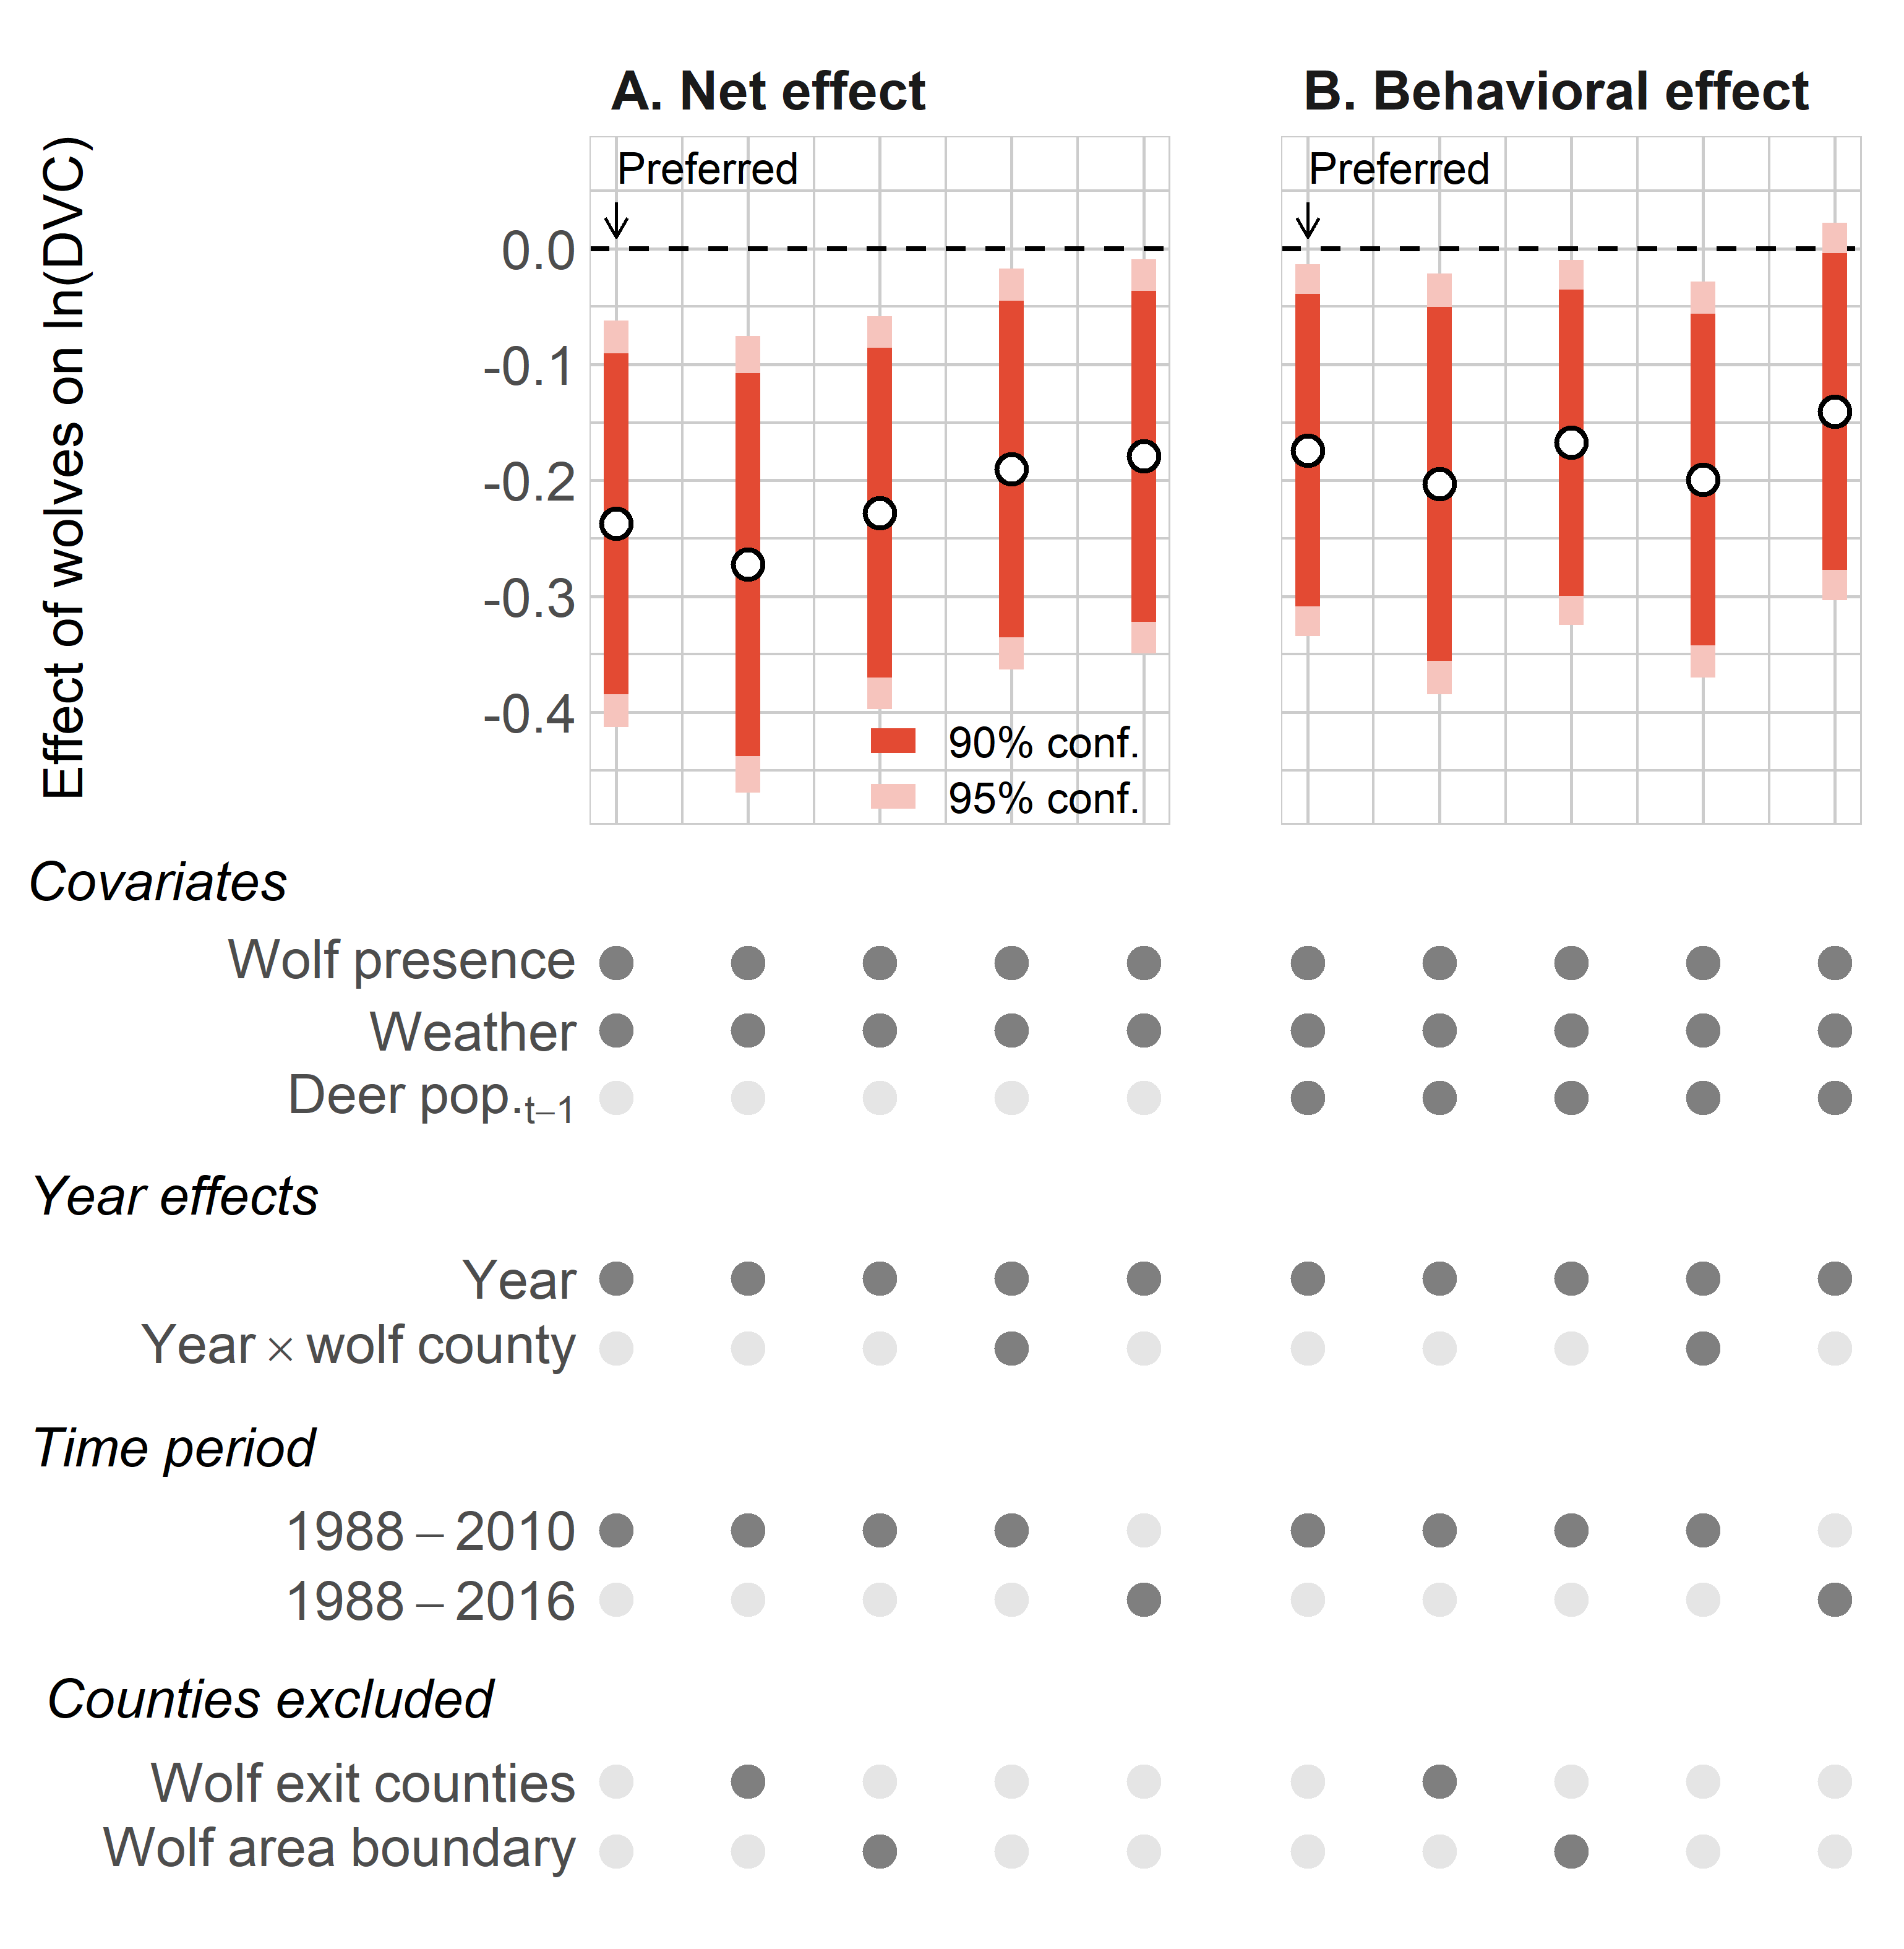 A. Net effect
B. Behavioral effect
Effect of wolves on ln(DVC)
Preferred
Preferred
0.0
-0.1
-0.2
-0.3
-0.4
90% conf.
95% conf.
Covariates
Wolf presence
Weather
Deer pop.t–1
Year effects
Year
Year × wolf county
Time period
1988 – 2010
1988 – 2016
Counties excluded
Wolf exit counties
Wolf area boundary